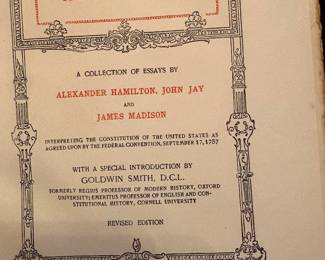 A COLLECTION OF ESSAYS BY
ALEXANDER HAMILTON, JOHN JAY
AND
JAMES MADISON
INTERPRETING THE CONSTITUTION OF THE UNITED STATES AS
AGREED UPON BY THE FEDERAL CONVENTION, SEPTEMBER 17, 1787
WITH A SPECIAL INTRODUCTION BY
GOLDWIN SMITH, D.C.L.
FORMERLY REGIUS PROFESSOR OF MODERN HISTORY, OXFORD
UNIVERSITY; EMERITUS PROFESSOR OF ENGLISH AND CON-
STITUTIONAL HISTORY, CORNELL UNIVERSITY
REVISED EDITION